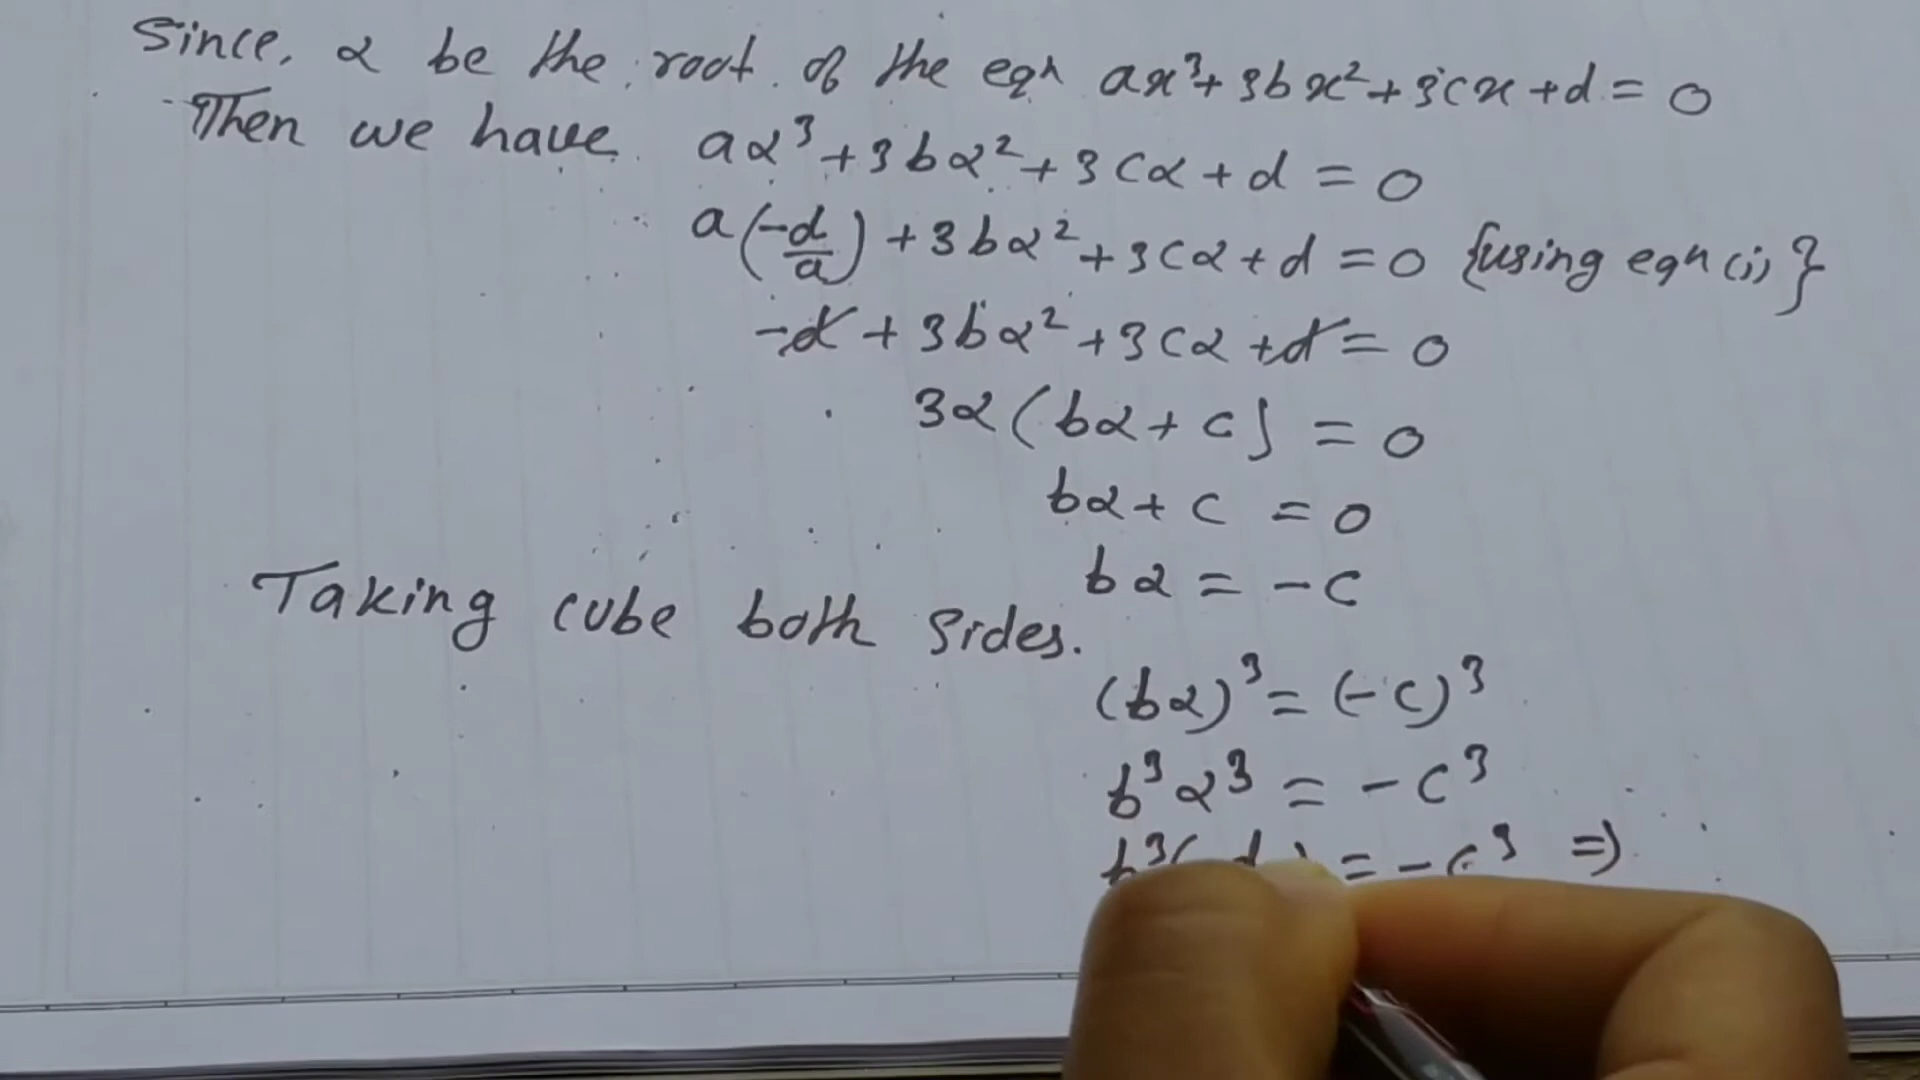 Since, α be the root of the eqn ax³+3bx²+3cx+d=0
Then we have aα³+3bα²+3cα+d=0
a(-d/a)+3bα²+3cα+d=0 {using eqn (i)}
-d+3bα²+3cα+d=0
3α(bα+c)=0
bα+c=0
bα=-c
Taking cube both sides.
(bα)³=(-c)³
b³α³=-c³
=-c³ ⇒